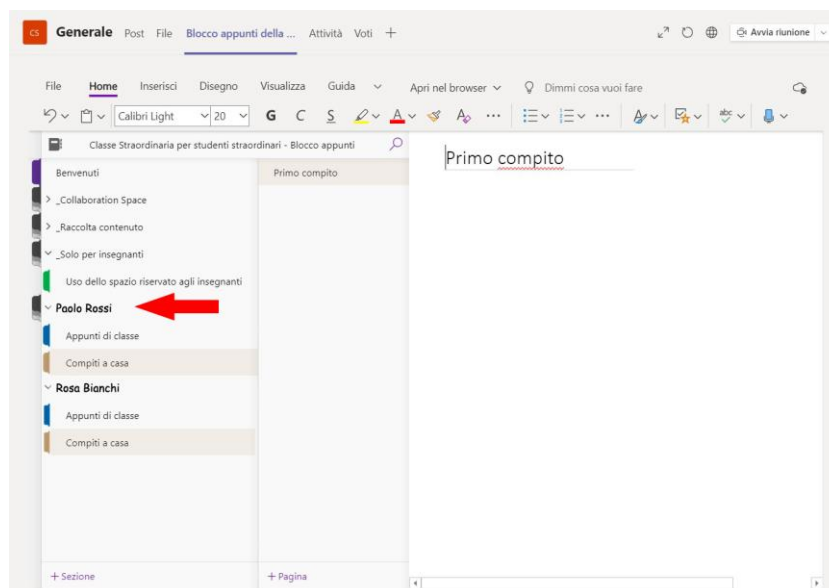 CS Generale Post File Blocco appunti della ... Attività Voti + Avia riunione
File Home Inserisci Disegno Visualizza Guida Apri nel browser Dimmi cosa vuoi fare
Calibri Light 20 G C S A A ... ... abc
Classe Straordinaria per studenti straordinari - Blocco appunti
Benvenuti
Primo compito
Primo compito
_Collaboration Space
_Raccolta contenuto
_Solo per insegnanti
Uso dello spazio riservato agli insegnanti
Paolo Rossi
Appunti di classe
Compiti a casa
Rosa Bianchi
Appunti di classe
Compiti a casa
+ Sezione
+ Pagina